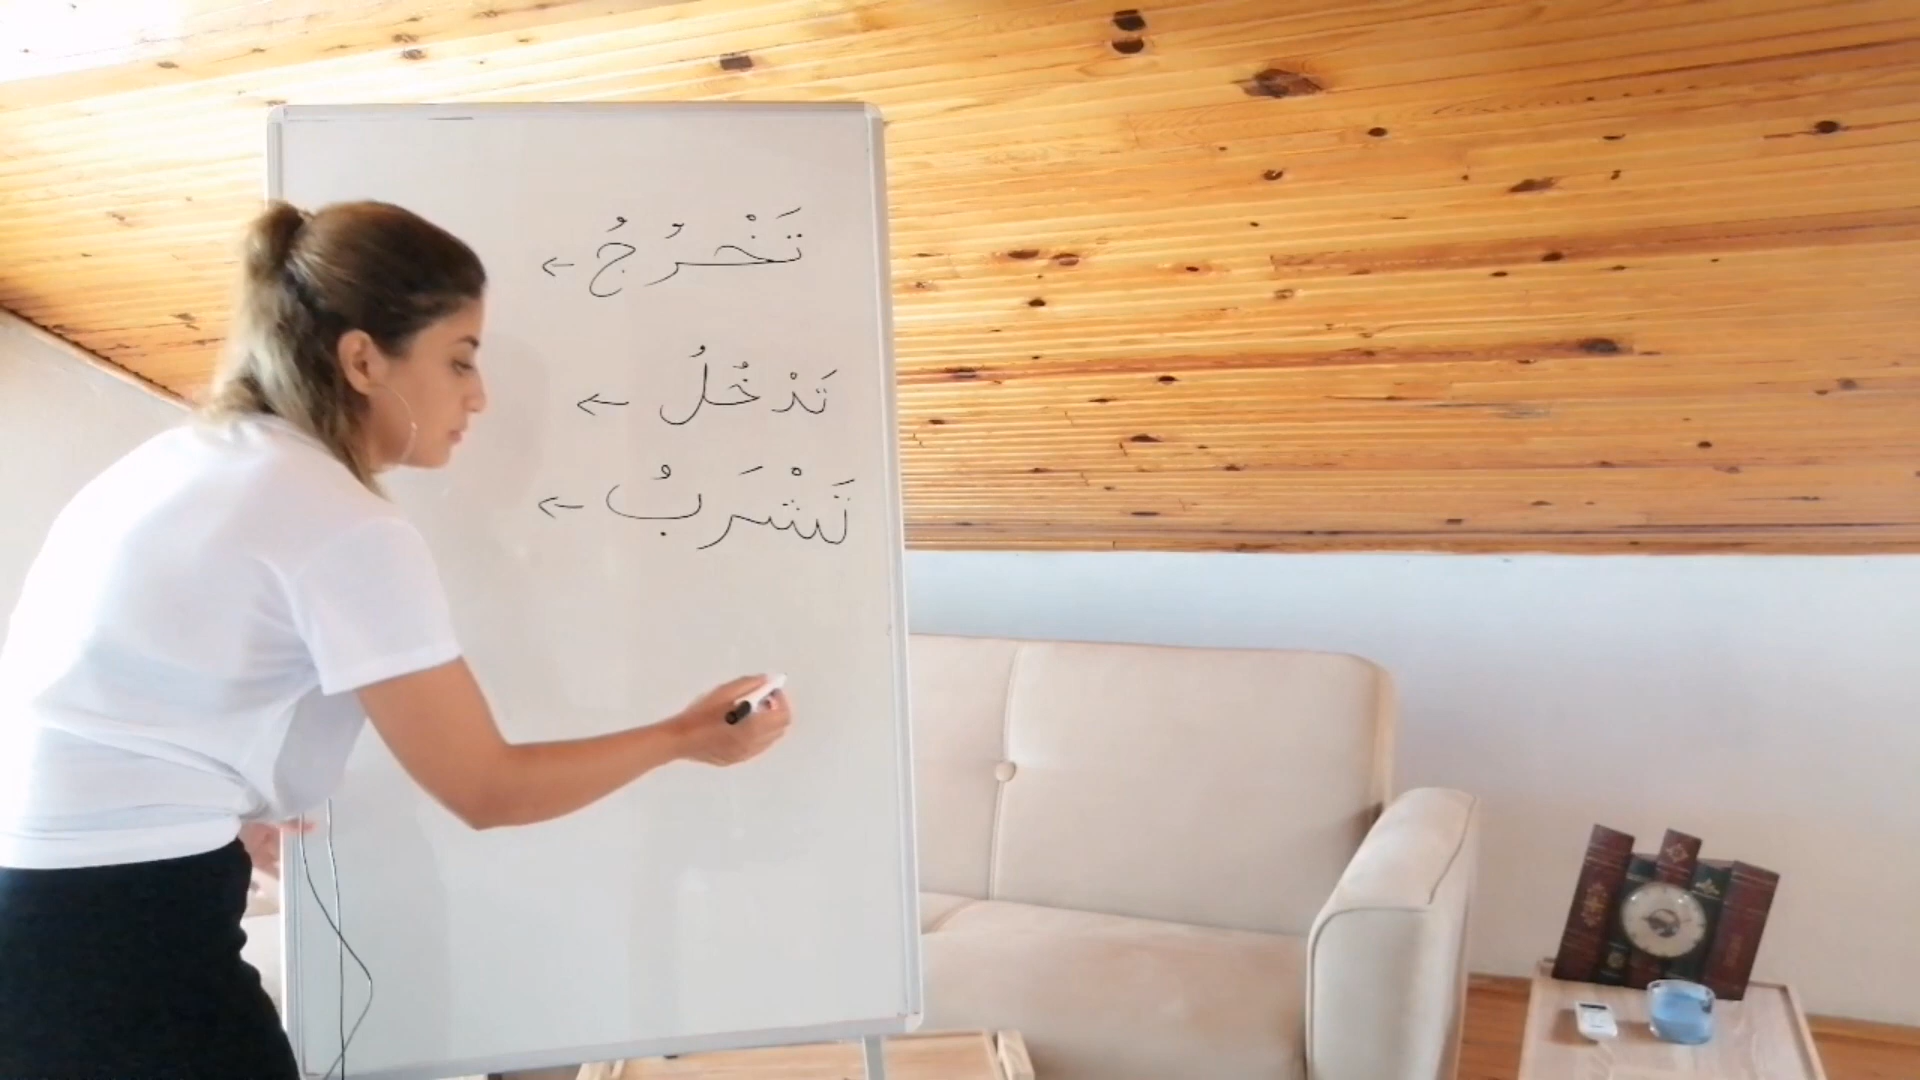 تَخْرُجُ ←
تَدْخُلُ ←
تَشْرَبُ ←